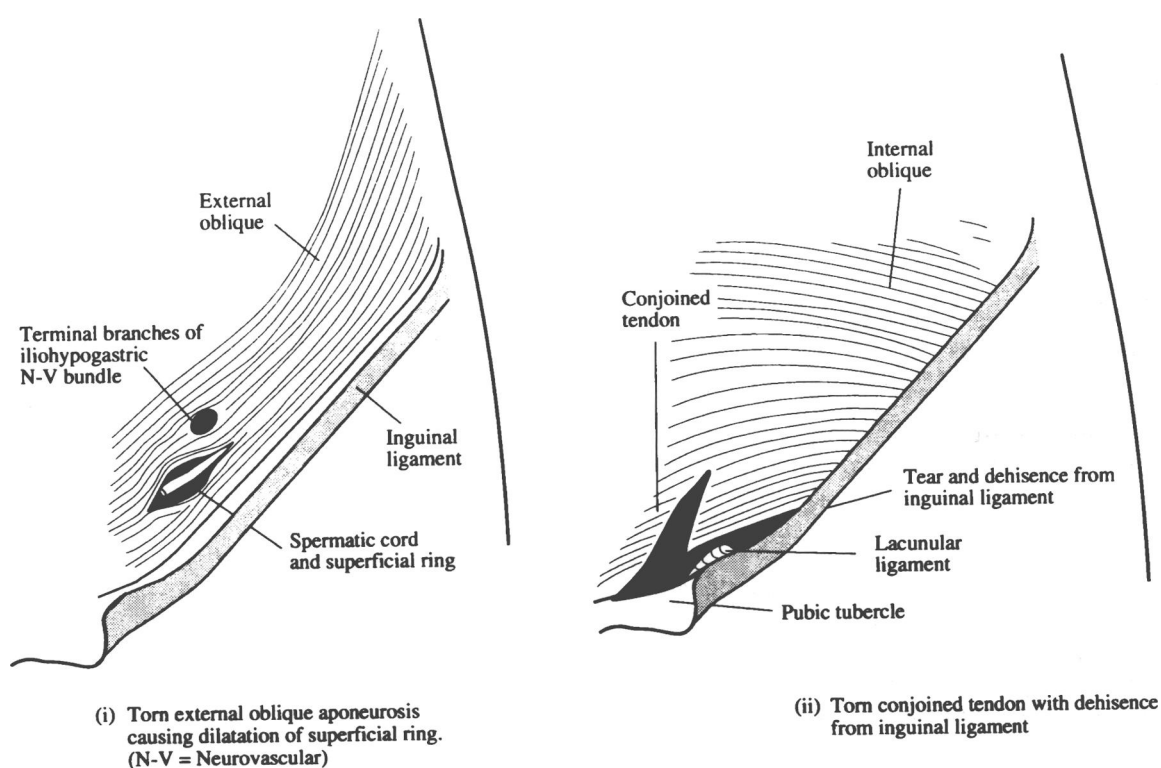 External
oblique
Terminal branches of
iliohypogastric
N-V bundle
Inguinal
ligament
Spermatic cord
and superficial ring
(i) Torn external oblique aponeurosis
causing dilatation of superficial ring.
(N-V = Neurovascular)
Internal
oblique
Conjoined
tendon
Tear and dehisence from
inguinal ligament
Lacunular
ligament
Pubic tubercle
(ii) Torn conjoined tendon with dehisence
from inguinal ligament